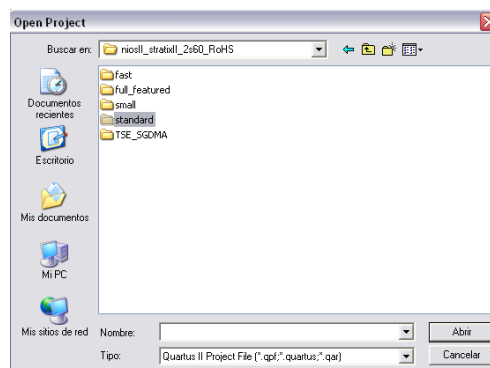 Open Project
Buscar en: niosII_stratixII_2s60_RoHS
fast
full_featured
small
standard
TSE_SGDMA
Documentos recientes
Escritorio
Mis documentos
Mi PC
Mis sitios de red
Nombre:
Abrir
Tipo: Quartus II Project File (*.qpf;*.quartus;*.qar)
Cancelar